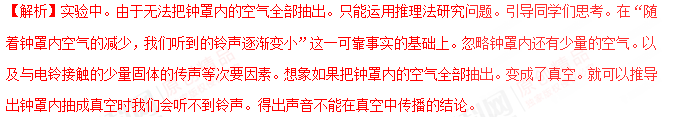 【解析】实验中。由于无法把钟罩内的空气全部抽出。只能运用推理法研究问题。引导同学们思考。在“随
着钟罩内空气的减少，我们听到的铃声逐渐变小”这一可靠事实的基础上。忽略钟罩内还有少量的空气。以
及与电铃接触的少量固体的传声等次要因素。想象如果把钟罩内的空气全部抽出。变成了真空。就可以推导
出钟罩内抽成真空时我们会听不到铃声。得出声音不能在真空中传播的结论。